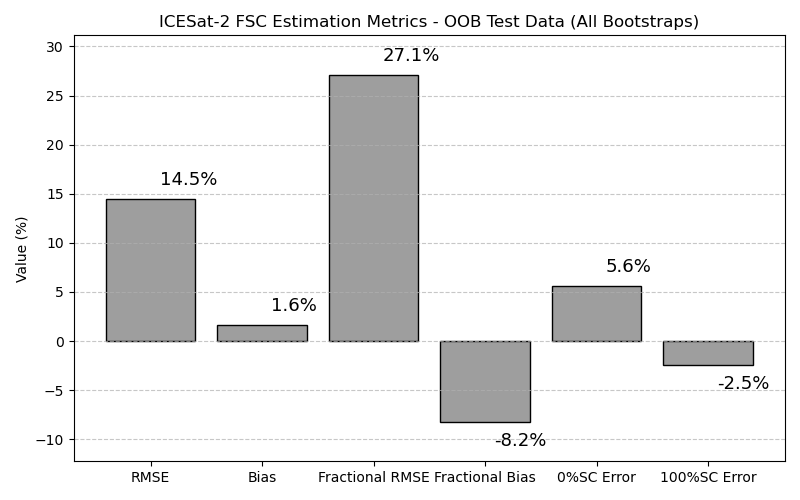 ICESat-2 FSC Estimation Metrics - OOB Test Data (All Bootstraps)
Value (%)
30
25
20
15
10
5
0
−5
−10
14.5%
1.6%
27.1%
-8.2%
5.6%
-2.5%
RMSE
Bias
Fractional RMSE
Fractional Bias
0%SC Error
100%SC Error